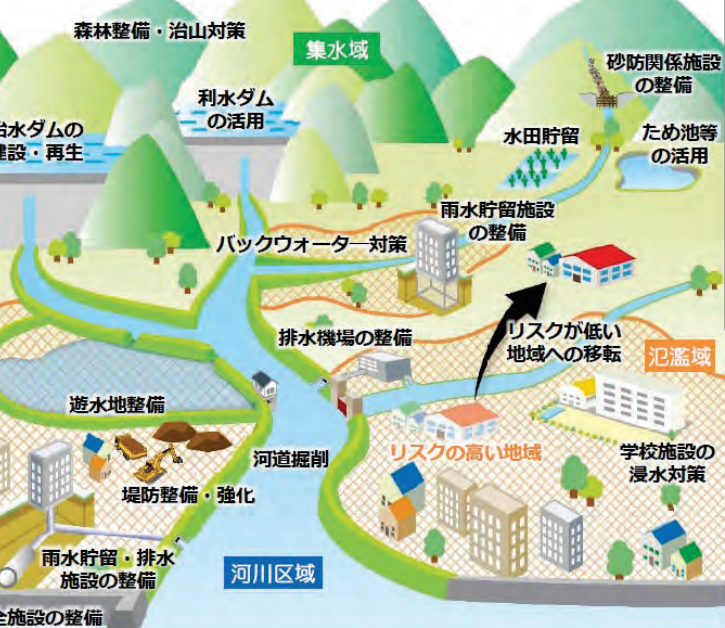 森林整備・治山対策
集水域
砂防関係施設
の整備
利水ダム
の活用
治水ダムの
建設・再生
水田貯留
ため池等
の活用
雨水貯留施設
の整備
バックウォーター対策
排水機場の整備
リスクが低い
地域への移転
氾濫域
遊水地整備
リスクの高い地域
河道掘削
学校施設の
浸水対策
堤防整備・強化
雨水貯留・排水
施設の整備
河川区域
全施設の整備